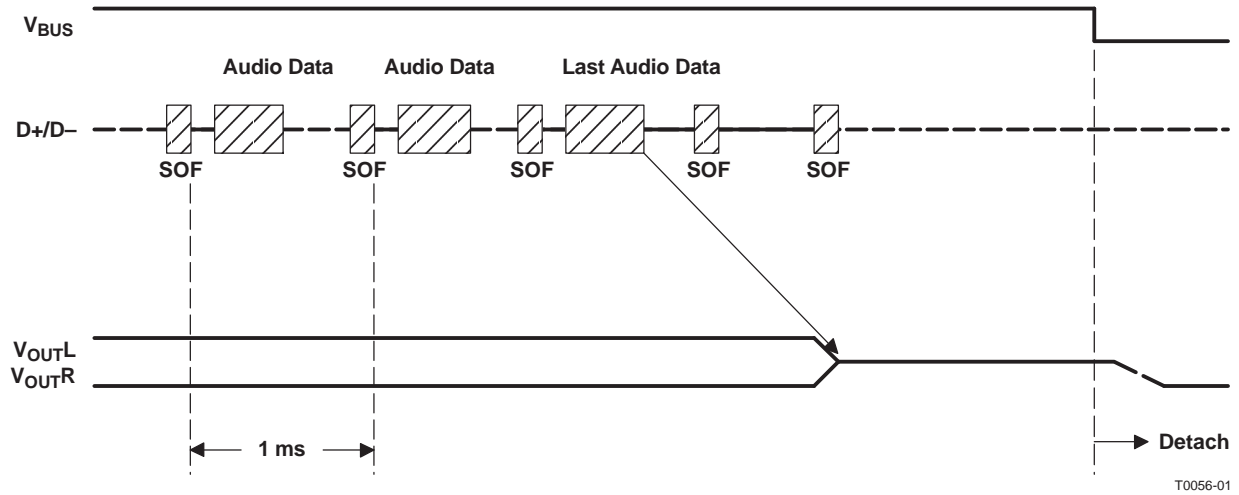 VBUS
Audio Data Audio Data Last Audio Data
D+/D–
SOF SOF SOF SOF SOF
VOUTL
VOUTR
1 ms
Detach
T0056-01